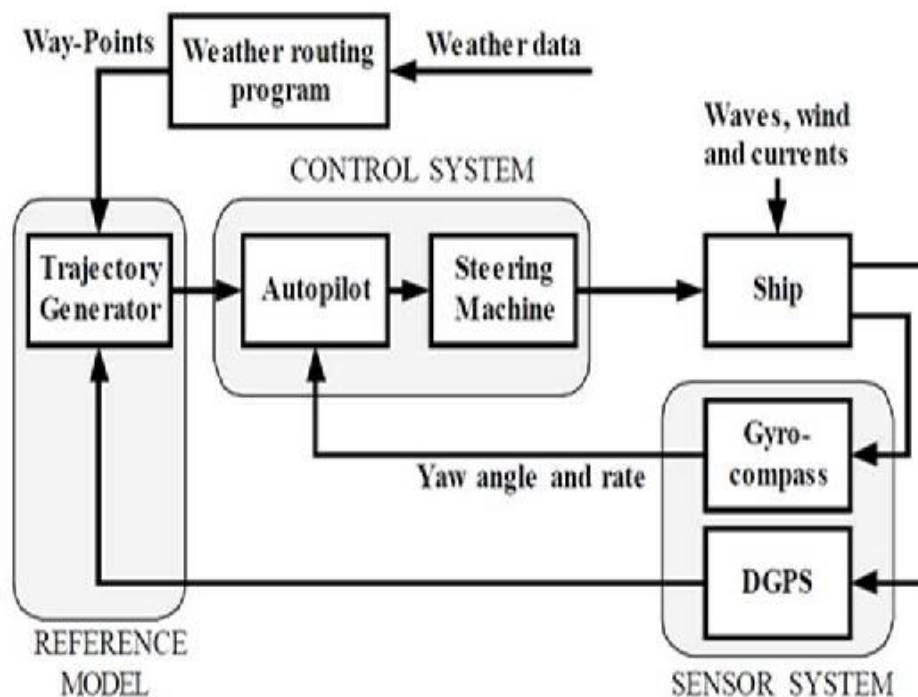 Way-Points
Weather routing
program
Weather data
Waves, wind
and currents
CONTROL SYSTEM
Trajectory
Generator
Autopilot
Steering
Machine
Ship
Gyro-
compass
Yaw angle and rate
DGPS
REFERENCE
MODEL
SENSOR SYSTEM